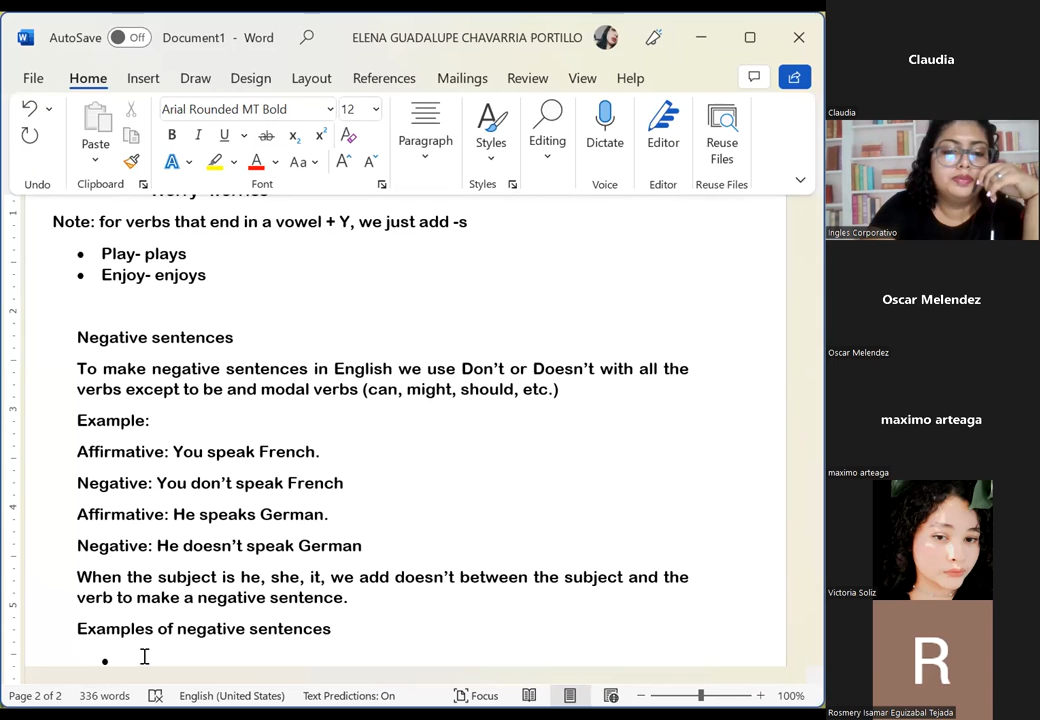 AutoSave Off Document1 - Word ELENA GUADALUPE CHAVARRIA PORTILLO
File Home Insert Draw Design Layout References Mailings Review View Help
Arial Rounded MT Bold 12
Paste Paragraph Styles Editing Dictate Editor Reuse Files
Undo Clipboard Font Styles Voice Editor Reuse Files
Note: for verbs that end in a vowel + Y, we just add -s
• Play- plays
• Enjoy- enjoys
Negative sentences
To make negative sentences in English we use Don’t or Doesn’t with all the
verbs except to be and modal verbs (can, might, should, etc.)
Example:
Affirmative: You speak French.
Negative: You don’t speak French
Affirmative: He speaks German.
Negative: He doesn’t speak German
When the subject is he, she, it, we add doesn’t between the subject and the
verb to make a negative sentence.
Examples of negative sentences
•
Page 2 of 2 336 words English (United States) Text Predictions: On Focus 100%
Claudia
Claudia
Ingles Corporativo
Oscar Melendez
Oscar Melendez
maximo arteaga
maximo arteaga
Victoria Soliz
R
Rosmery Isamar Eguizabal Tejada